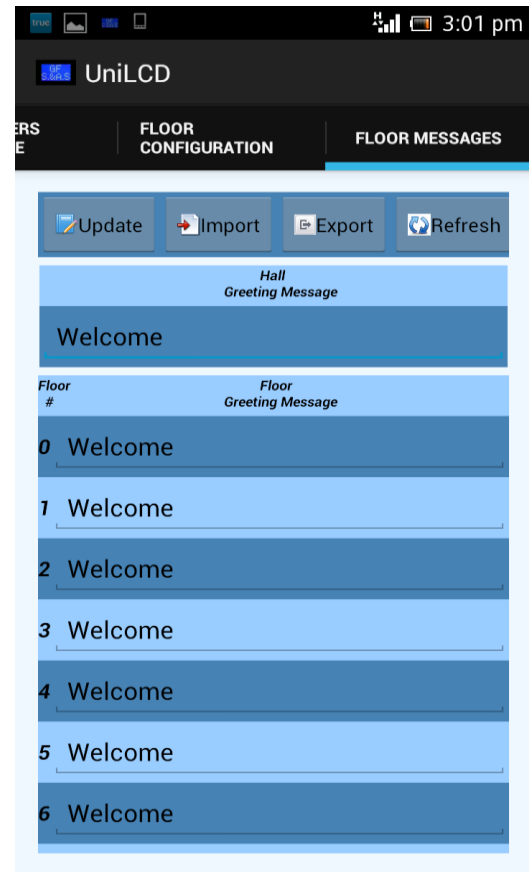 true
H
3:01 pm
GF
S.&A.S
UniLCD
ERS
E
FLOOR
CONFIGURATION
FLOOR MESSAGES
Update Import Export Refresh
Hall
Greeting Message
Welcome
Floor
#
Floor
Greeting Message
0 Welcome
1 Welcome
2 Welcome
3 Welcome
4 Welcome
5 Welcome
6 Welcome